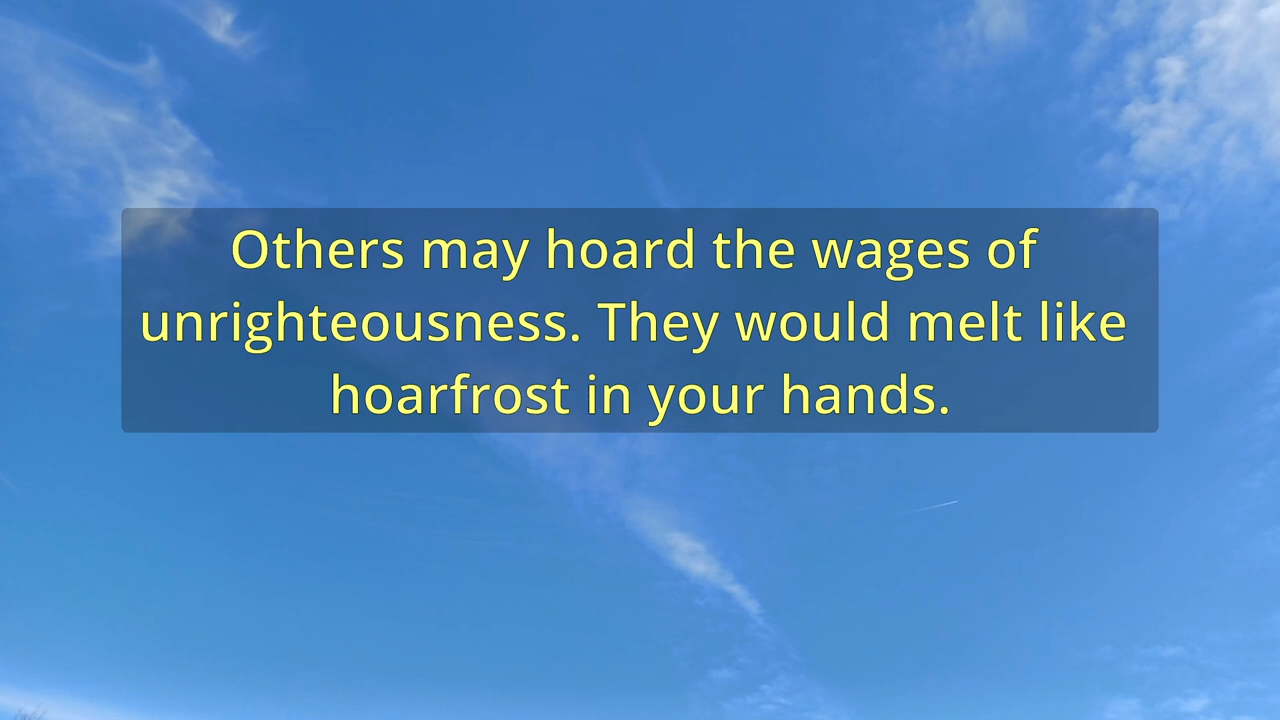 Others may hoard the wages of
unrighteousness. They would melt like
hoarfrost in your hands.